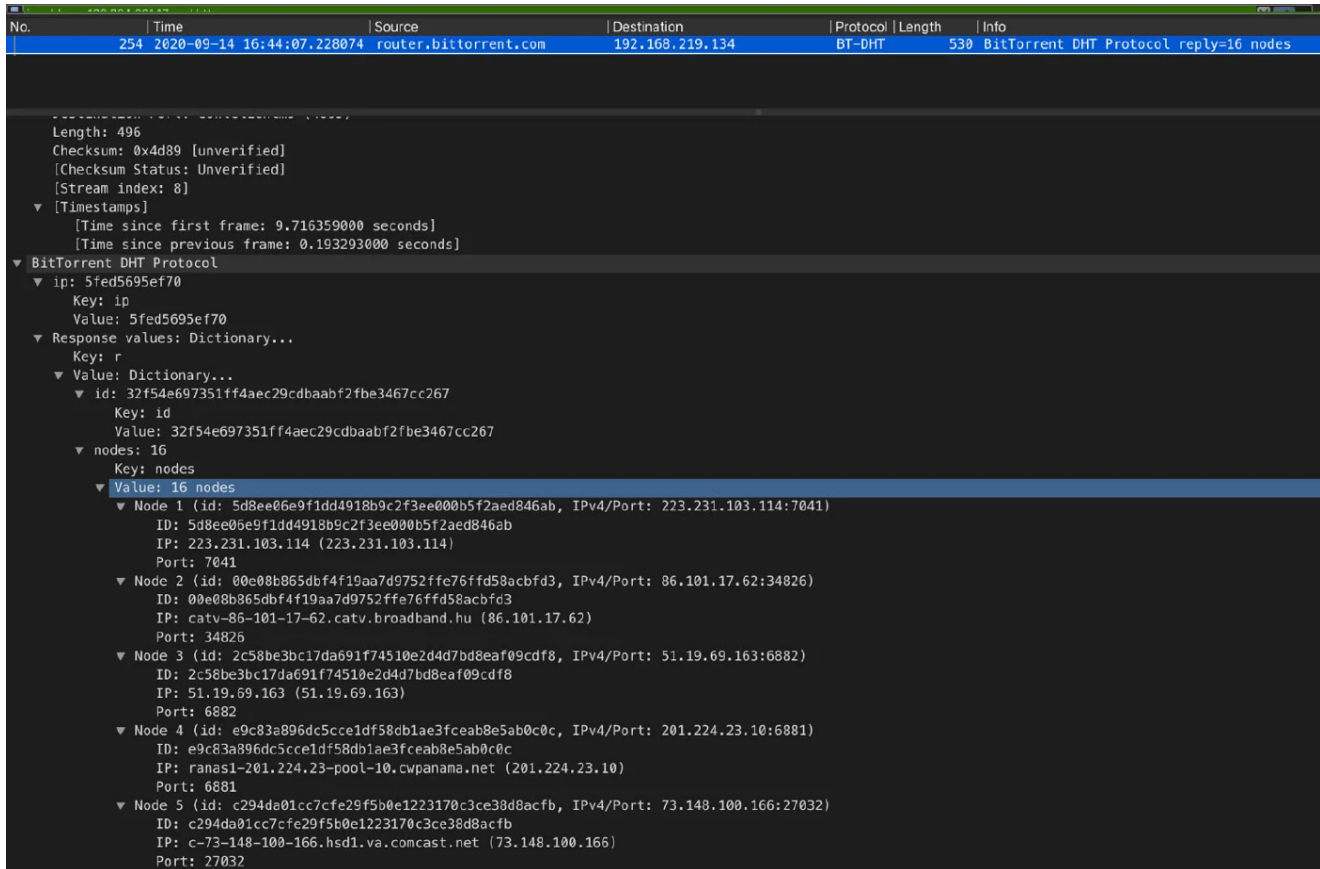 No. Time Source Destination Protocol Length Info
254 2020-09-14 16:44:07.228074 router.bittorrent.com 192.168.219.134 BT-DHT 530 BitTorrent DHT Protocol reply=16 nodes
Length: 496
Checksum: 0x4d89 [unverified]
[Checksum Status: Unverified]
[Stream index: 8]
[Timestamps]
[Time since first frame: 9.716359000 seconds]
[Time since previous frame: 0.193293000 seconds]
BitTorrent DHT Protocol
ip: 5fed5695ef70
Key: ip
Value: 5fed5695ef70
Response values: Dictionary...
Key: r
Value: Dictionary...
id: 32f54e697351ff4aec29cdbaabf2fbe3467cc267
Key: id
Value: 32f54e697351ff4aec29cdbaabf2fbe3467cc267
nodes: 16
Key: nodes
Value: 16 nodes
Node 1 (id: 5d8ee06e9f1dd4918b9c2f3ee000b5f2aed846ab, IPv4/Port: 223.231.103.114:7041)
ID: 5d8ee06e9f1dd4918b9c2f3ee000b5f2aed846ab
IP: 223.231.103.114 (223.231.103.114)
Port: 7041
Node 2 (id: 00e08b865dbf4f19aa7d9752ffe76ffd58acbfd3, IPv4/Port: 86.101.17.62:34826)
ID: 00e08b865dbf4f19aa7d9752ffe76ffd58acbfd3
IP: catv-86-101-17-62.catv.broadband.hu (86.101.17.62)
Port: 34826
Node 3 (id: 2c58be3bc17da691f74510e2d4d7bd8eaf09cdf8, IPv4/Port: 51.19.69.163:6882)
ID: 2c58be3bc17da691f74510e2d4d7bd8eaf09cdf8
IP: 51.19.69.163 (51.19.69.163)
Port: 6882
Node 4 (id: e9c83a896dc5cce1df58db1ae3fceab8e5ab0c0c, IPv4/Port: 201.224.23.10:6881)
ID: e9c83a896dc5cce1df58db1ae3fceab8e5ab0c0c
IP: ranas1-201.224.23-pool-10.cwpanama.net (201.224.23.10)
Port: 6881
Node 5 (id: c294da01cc7cfe29f5b0e1223170c3ce38d8acfb, IPv4/Port: 73.148.100.166:27032)
ID: c294da01cc7cfe29f5b0e1223170c3ce38d8acfb
IP: c-73-148-100-166.hsd1.va.comcast.net (73.148.100.166)
Port: 27032